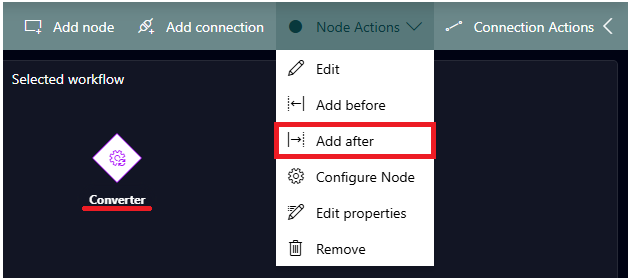 Add node Add connection Node Actions Connection Actions
Selected workflow
Edit
Add before
Add after
Configure Node
Edit properties
Remove
Converter